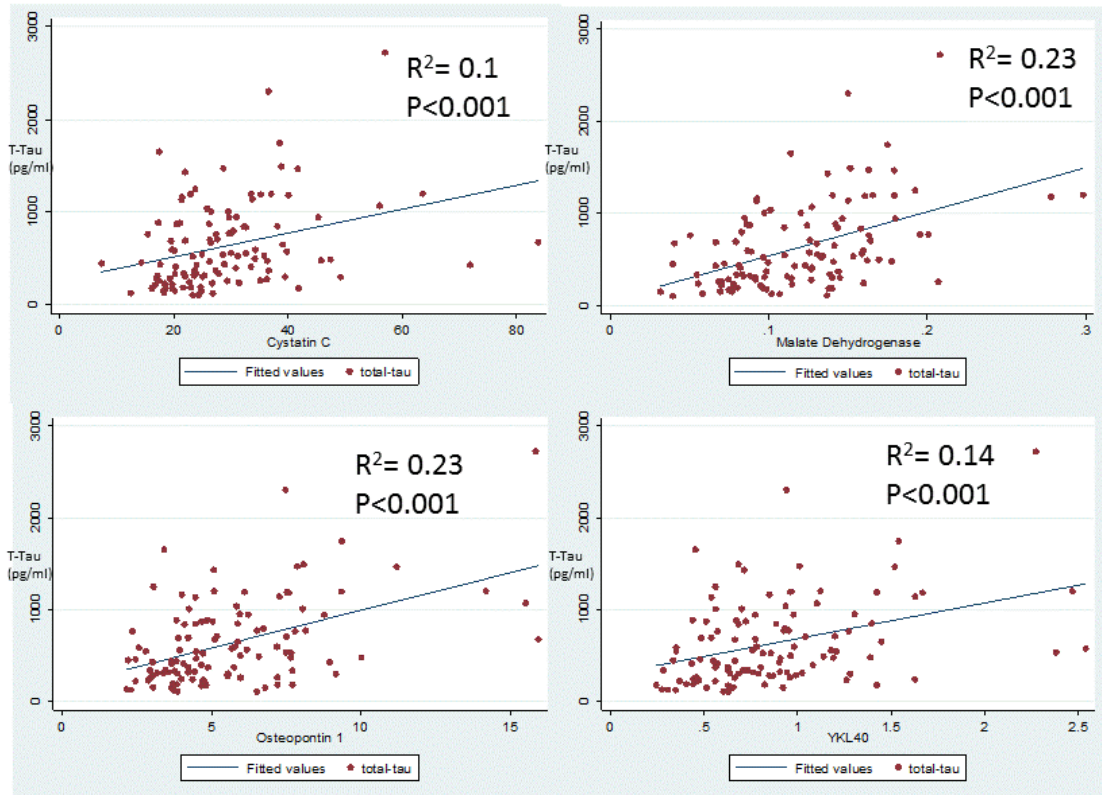 3000
2000
1000
0
T-Tau
(pg/ml)
R²= 0.1
P<0.001
0 20 40 60 80
Cystatin C
Fitted values total-tau
3000
2000
1000
0
T-Tau
(pg/ml)
R²= 0.23
P<0.001
0 .1 .2 .3
Malate Dehydrogenase
Fitted values total-tau
3000
2000
1000
0
T-Tau
(pg/ml)
R²= 0.23
P<0.001
0 5 10 15
Osteopontin 1
Fitted values total-tau
3000
2000
1000
0
T-Tau
(pg/ml)
R²= 0.14
P<0.001
0 .5 1 1.5 2 2.5
YKL40
Fitted values total-tau